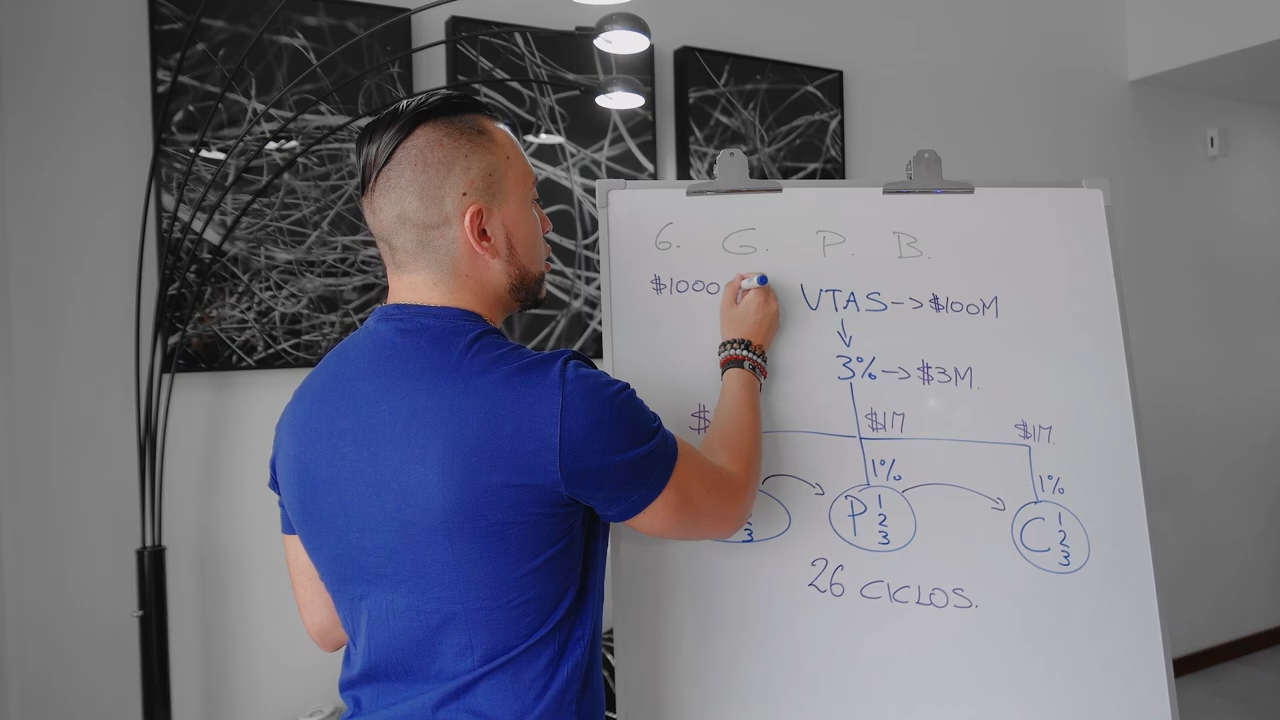 6. G. P. B.
$1000
VTAS -> $100M
3% -> $3M.
$
$1M
$1M.
1%
1%
3
P 1 2 3
C 1 2 3
26 CICLOS.